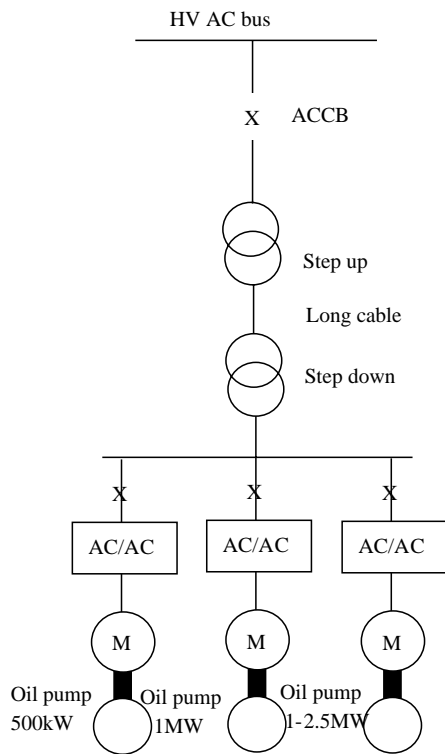 HV AC bus
X
ACCB
Step up
Long cable
Step down
X
X
X
AC/AC
AC/AC
AC/AC
M
M
M
Oil pump
500kW
Oil pump
1MW
Oil pump
1-2.5MW